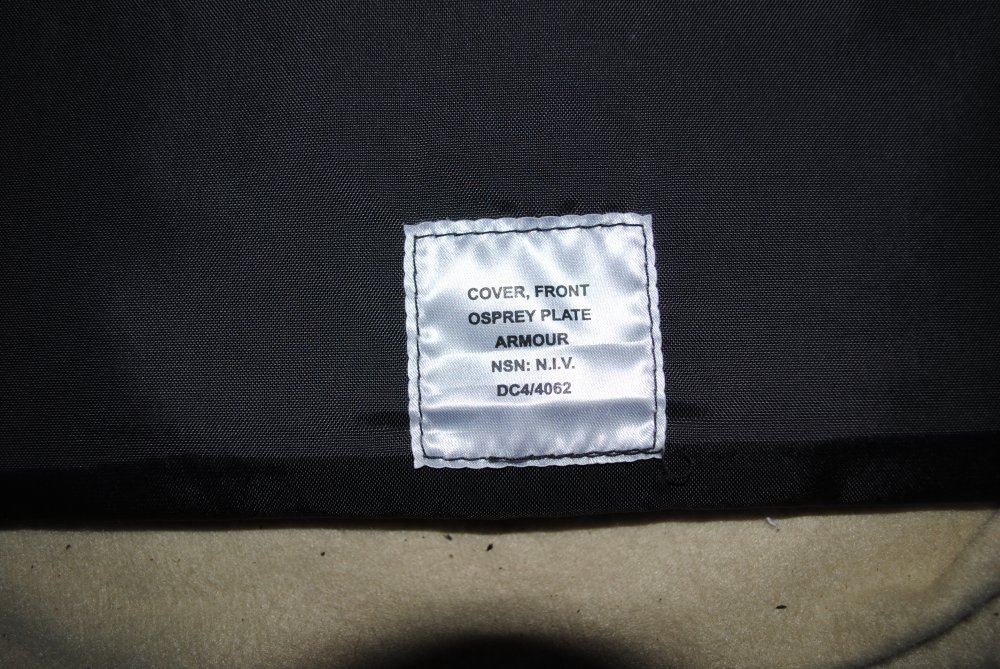 COVER, FRONT
OSPREY PLATE
ARMOUR
NSN: N.I.V.
DC4/4062